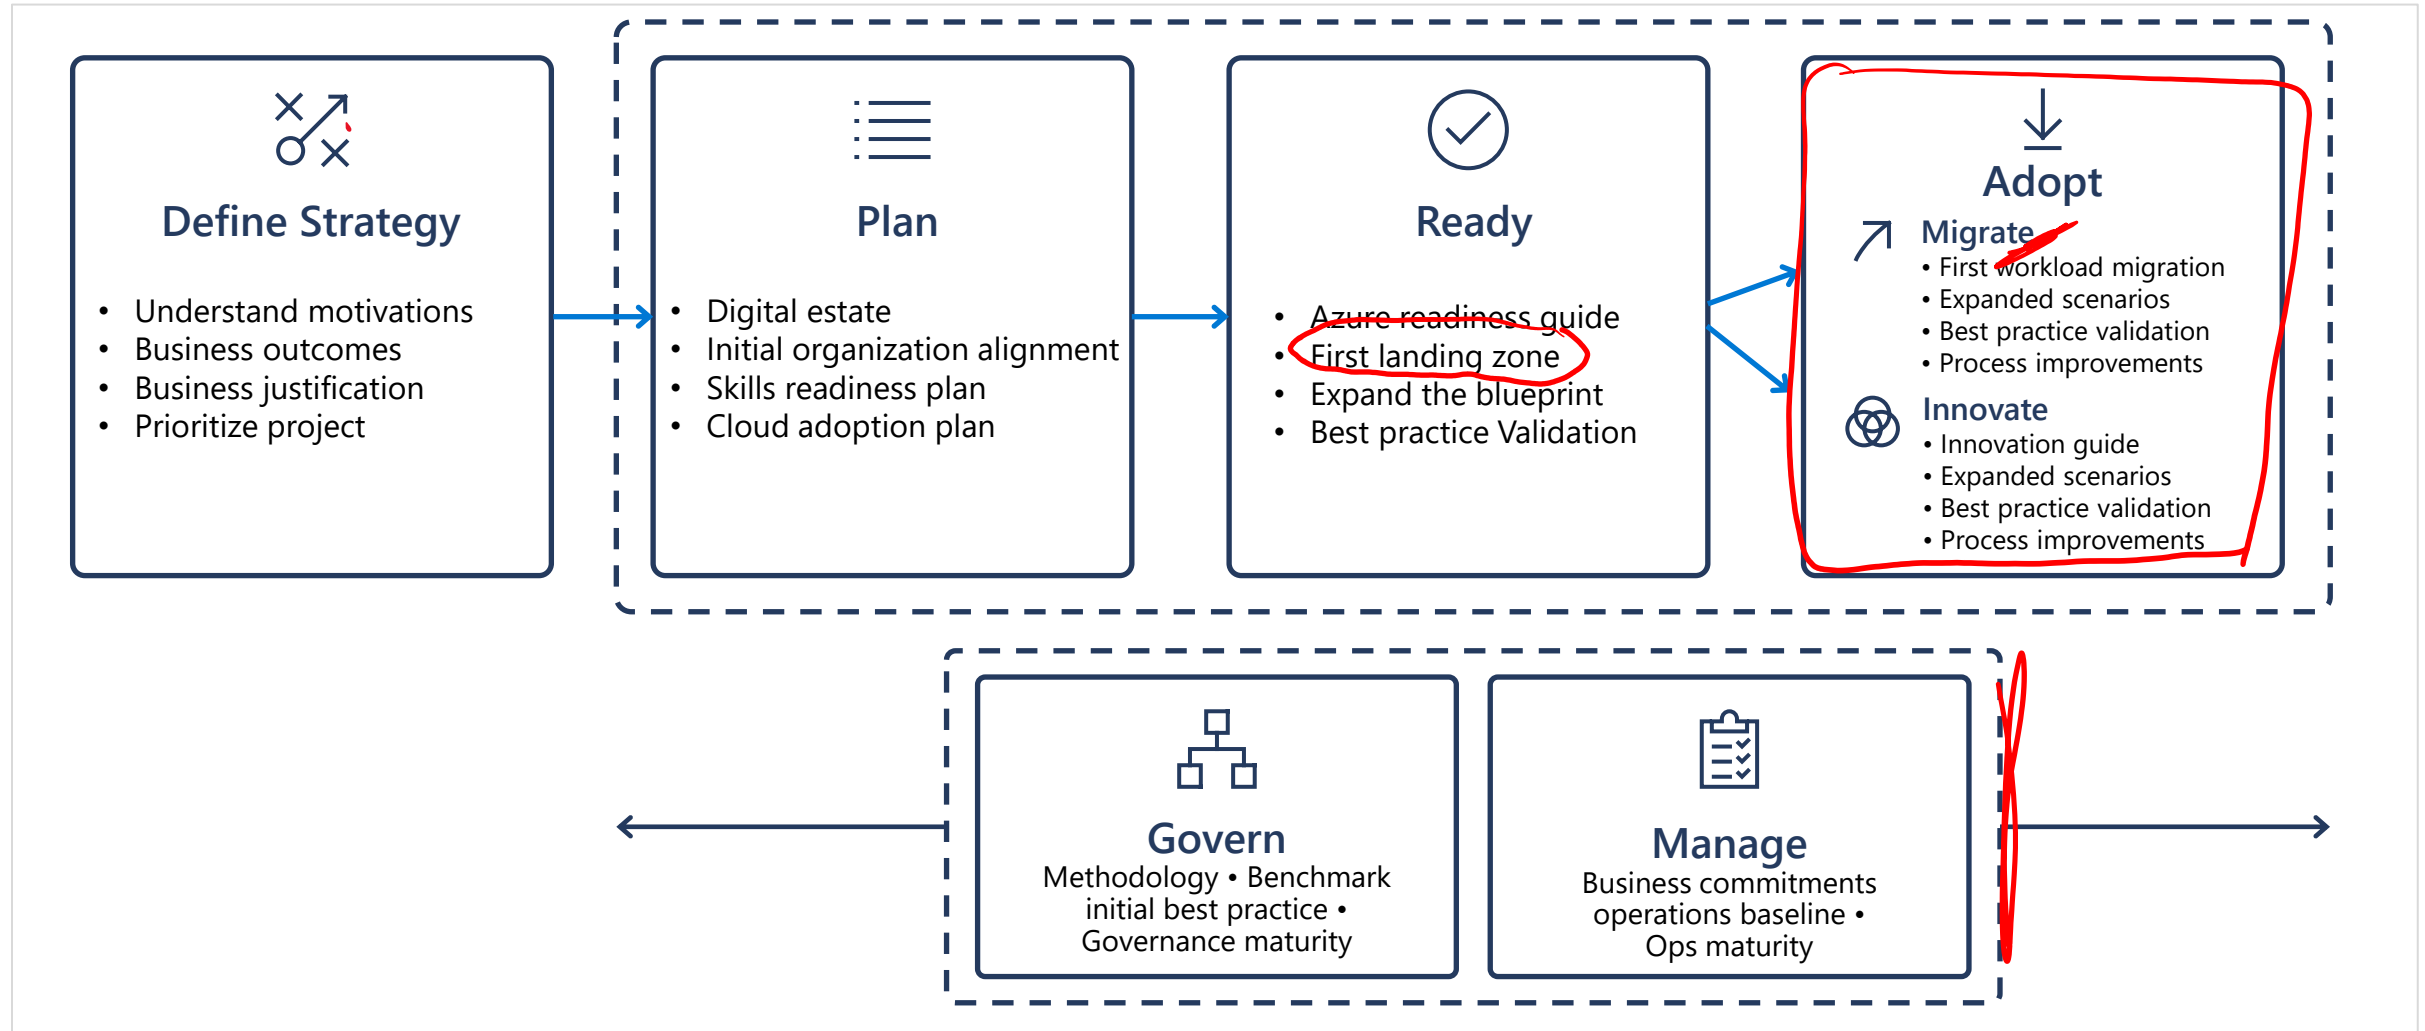 Define Strategy
• Understand motivations
• Business outcomes
• Business justification
• Prioritize project
Plan
• Digital estate
• Initial organization alignment
• Skills readiness plan
• Cloud adoption plan
Ready
• Azure readiness guide
• First landing zone
• Expand the blueprint
• Best practice Validation
Adopt
Migrate
• First workload migration
• Expanded scenarios
• Best practice validation
• Process improvements
Innovate
• Innovation guide
• Expanded scenarios
• Best practice validation
• Process improvements
Govern
Methodology • Benchmark
initial best practice •
Governance maturity
Manage
Business commitments
operations baseline •
Ops maturity